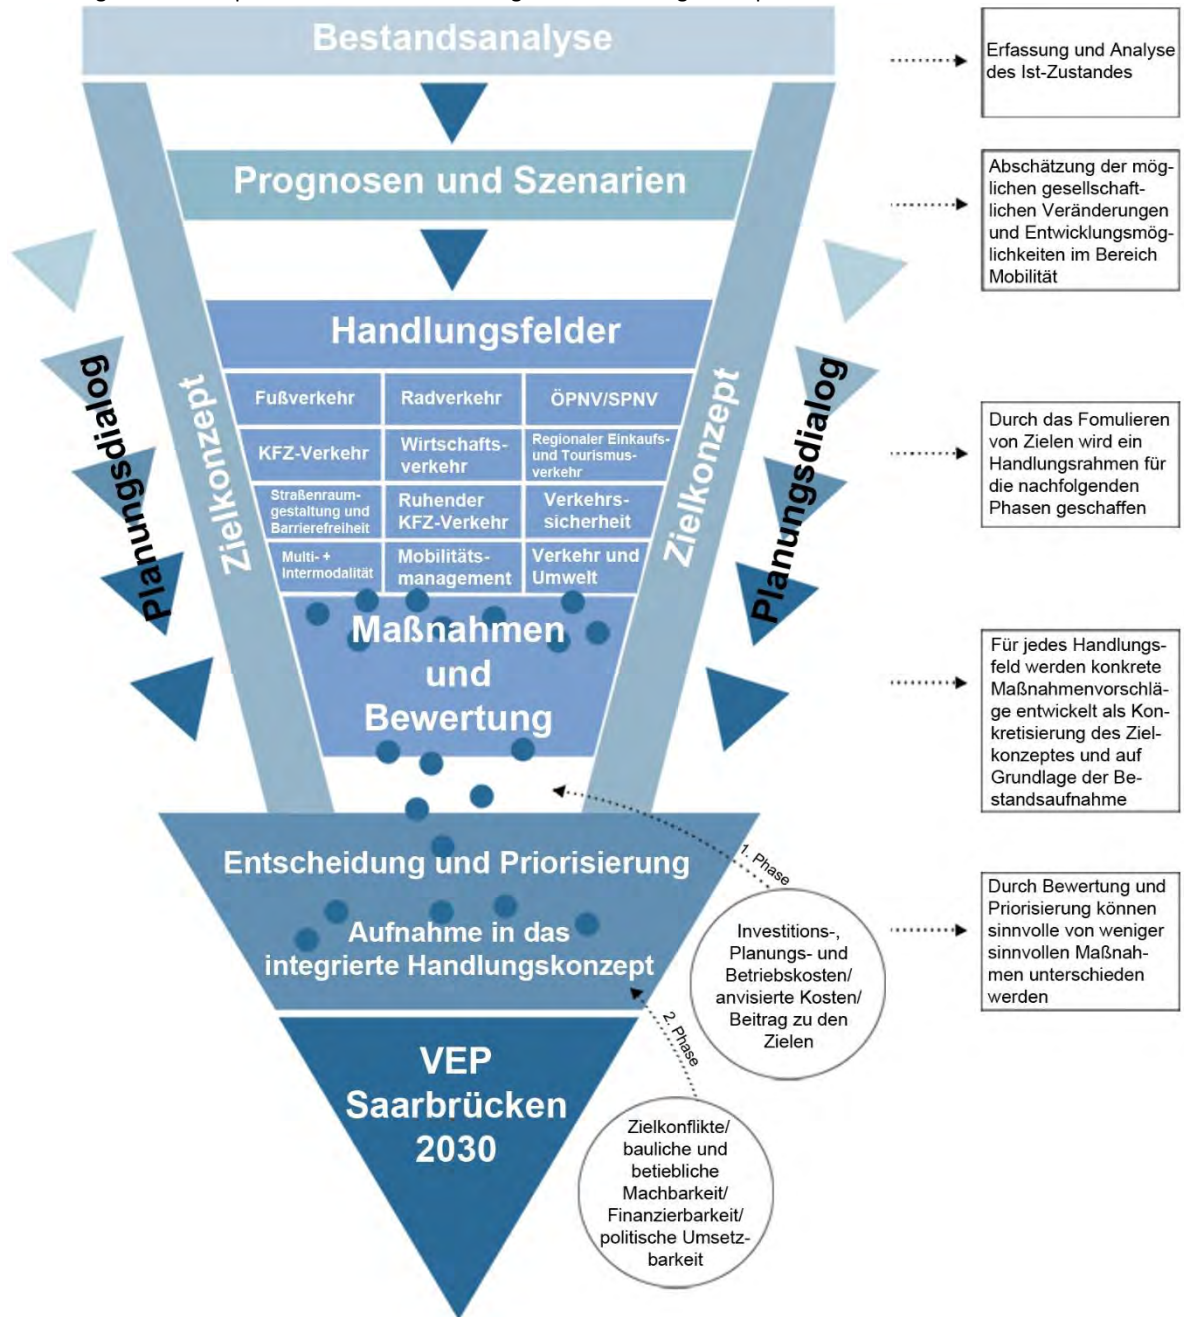 Bestandsanalyse
Erfassung und Analyse
des Ist-Zustandes
Prognosen und Szenarien
Abschätzung der mög-
lichen gesellschaft-
lichen Veränderungen
und Entwicklungsmög-
lichkeiten im Bereich
Mobilität
Planungsdialog
Zielkonzept
Handlungsfelder
Fußverkehr
Radverkehr
ÖPNV/SPNV
KFZ-Verkehr
Wirtschafts-
verkehr
Regionaler Einkaufs-
und Tourismus-
verkehr
Straßenraum-
gestaltung und
Barrierefreiheit
Ruhender
KFZ-Verkehr
Verkehrs-
sicherheit
Multi- +
Intermodalität
Mobilitäts-
management
Verkehr und
Umwelt
Zielkonzept
Planungsdialog
Durch das Fomulieren
von Zielen wird ein
Handlungsrahmen für
die nachfolgenden
Phasen geschaffen
Maßnahmen
und
Bewertung
Für jedes Handlungs-
feld werden konkrete
Maßnahmenvorschlä-
ge entwickelt als Kon-
kretisierung des Ziel-
konzeptes und auf
Grundlage der Be-
standsaufnahme
Entscheidung und Priorisierung
Aufnahme in das
integrierte Handlungskonzept
1. Phase
Investitions-,
Planungs- und
Betriebskosten/
anvisierte Kosten/
Beitrag zu den
Zielen
Durch Bewertung und
Priorisierung können
sinnvolle von weniger
sinnvollen Maßnah-
men unterschieden
werden
2. Phase
VEP
Saarbrücken
2030
Zielkonflikte/
bauliche und
betiebliche
Machbarkeit/
Finanzierbarkeit/
politische Umsetz-
barkeit